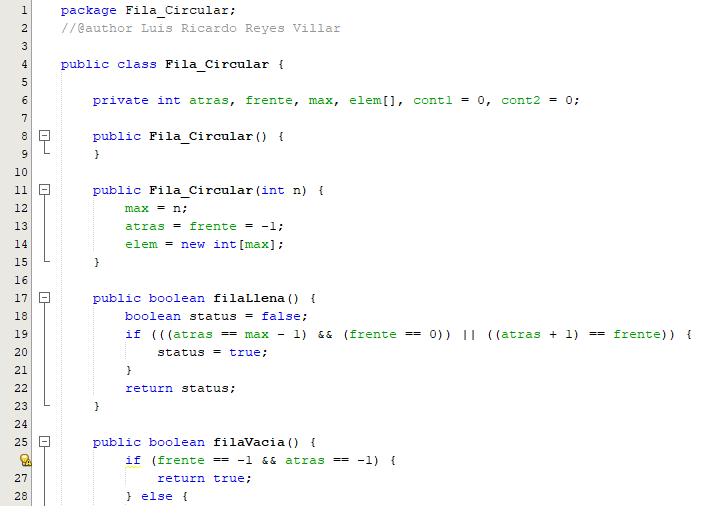 1 package Fila_Circular;
2 //@author Luis Ricardo Reyes Villar
3
4 public class Fila_Circular {
5
6 private int atras, frente, max, elem[], cont1 = 0, cont2 = 0;
7
8 public Fila_Circular() {
9 }
10
11 public Fila_Circular(int n) {
12 max = n;
13 atras = frente = -1;
14 elem = new int[max];
15 }
16
17 public boolean filaLlena() {
18 boolean status = false;
19 if (((atras == max - 1) && (frente == 0)) || ((atras + 1) == frente)) {
20 status = true;
21 }
22 return status;
23 }
24
25 public boolean filaVacia() {
if (frente == -1 && atras == -1) {
27 return true;
28 } else {